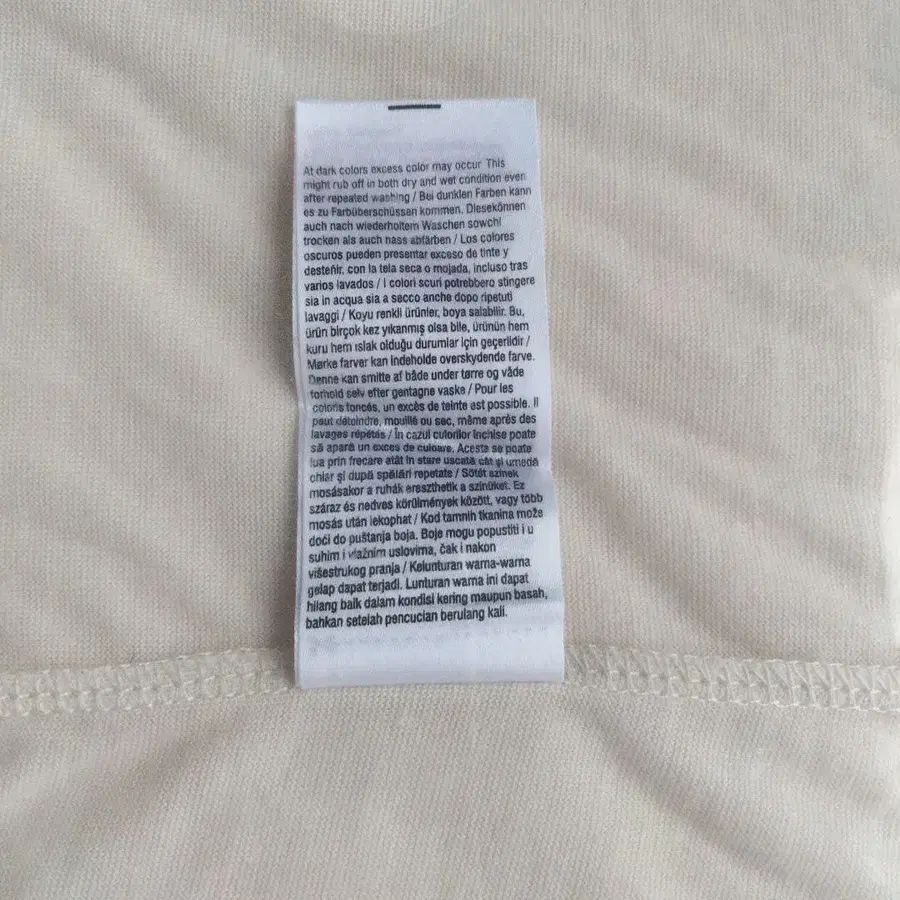 At dark colors excess color may occur. This
might rub off in both dry and wet condition even
after repeated washing / Bei dunklen Farben kann
es zu Farbüberschüssen kommen. Diesekönnen
auch nach wiederholtem Waschen sowohl
trocken als auch nass abfärben / Los colores
oscuros pueden presentar exceso de tinte y
desteñir, con la tela seca o mojada, incluso tras
varios lavados / I colori scuri potrebbero stingere
sia in acqua sia a secco anche dopo ripetuti
lavaggi / Koyu renkli ürünler, boya salabilir. Bu,
ürün birçok kez yıkanmış olsa bile, ürünün hem
kuru hem ıslak olduğu durumlar için geçerlidir /
Mørke farver kan indeholde overskydende farve.
Denne kan smitte af både under tørre og våde
forhold selv efter gentagne vaske / Pour les
coloris foncés, un excès de teinte est possible. Il
peut déteindre, mouillé ou sec, même après des
lavages répétés / În cazul culorilor închise poate
să apară un exces de culoare. Acesta se poate
lua prin frecare atât în stare uscată cât și umedă
chiar și după spălări repetate / Sötét színek
mosásakor a ruhák ereszthetik a színüket. Ez
száraz és nedves körülmények között, vagy több
mosás után lekophat / Kod tamnih tkanina može
doći do puštanja boja. Boje mogu popustiti i u
suhim i vlažnim uslovima, čak i nakon
višestrukog pranja / Kelunturan warna-warna
gelap dapat terjadi. Lunturan warna ini dapat
hilang baik dalam kondisi kering maupun basah,
bahkan setelah pencucian berulang kali.